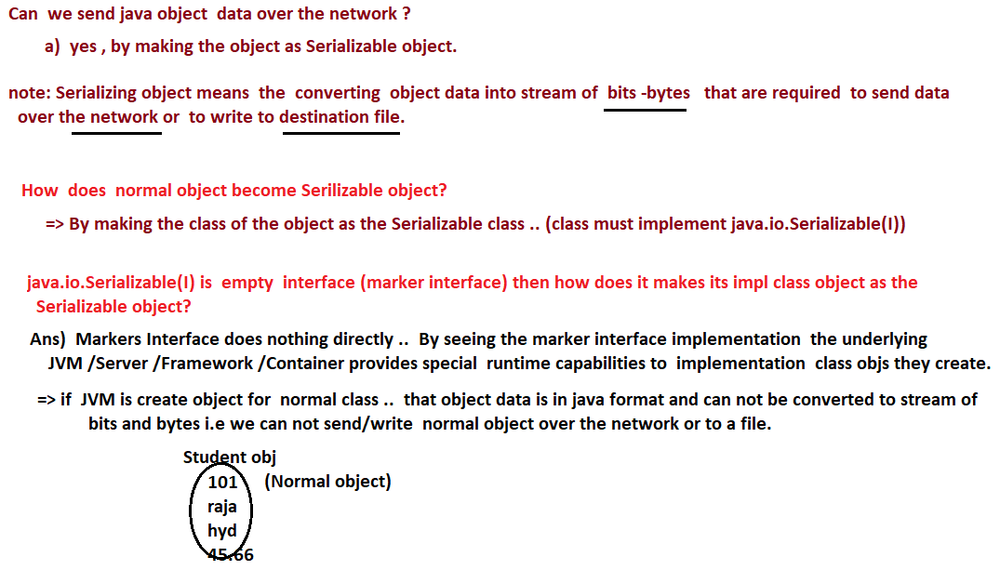 Can we send java object data over the network ?
a) yes , by making the object as Serializable object.
note: Serializing object means the converting object data into stream of bits -bytes that are required to send data
over the network or to write to destination file.
How does normal object become Serilizable object?
=> By making the class of the object as the Serializable class .. (class must implement java.io.Serializable(I))
java.io.Serializable(I) is empty interface (marker interface) then how does it makes its impl class object as the
Serializable object?
Ans) Markers Interface does nothing directly .. By seeing the marker interface implementation the underlying
JVM /Server /Framework /Container provides special runtime capabilities to implementation class objs they create.
=> if JVM is create object for normal class .. that object data is in java format and can not be converted to stream of
bits and bytes i.e we can not send/write normal object over the network or to a file.
Student obj
101 (Normal object)
raja
hyd
45.66